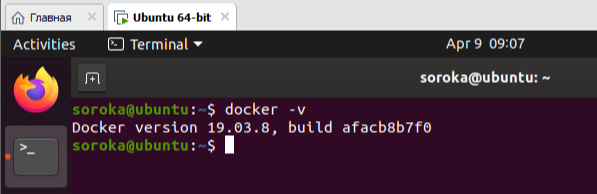 Главная
Ubuntu 64-bit
Activities
Terminal
Apr 9 09:07
soroka@ubuntu: ~
soroka@ubuntu:~$ docker -v
Docker version 19.03.8, build afacb8b7f0
soroka@ubuntu:~$